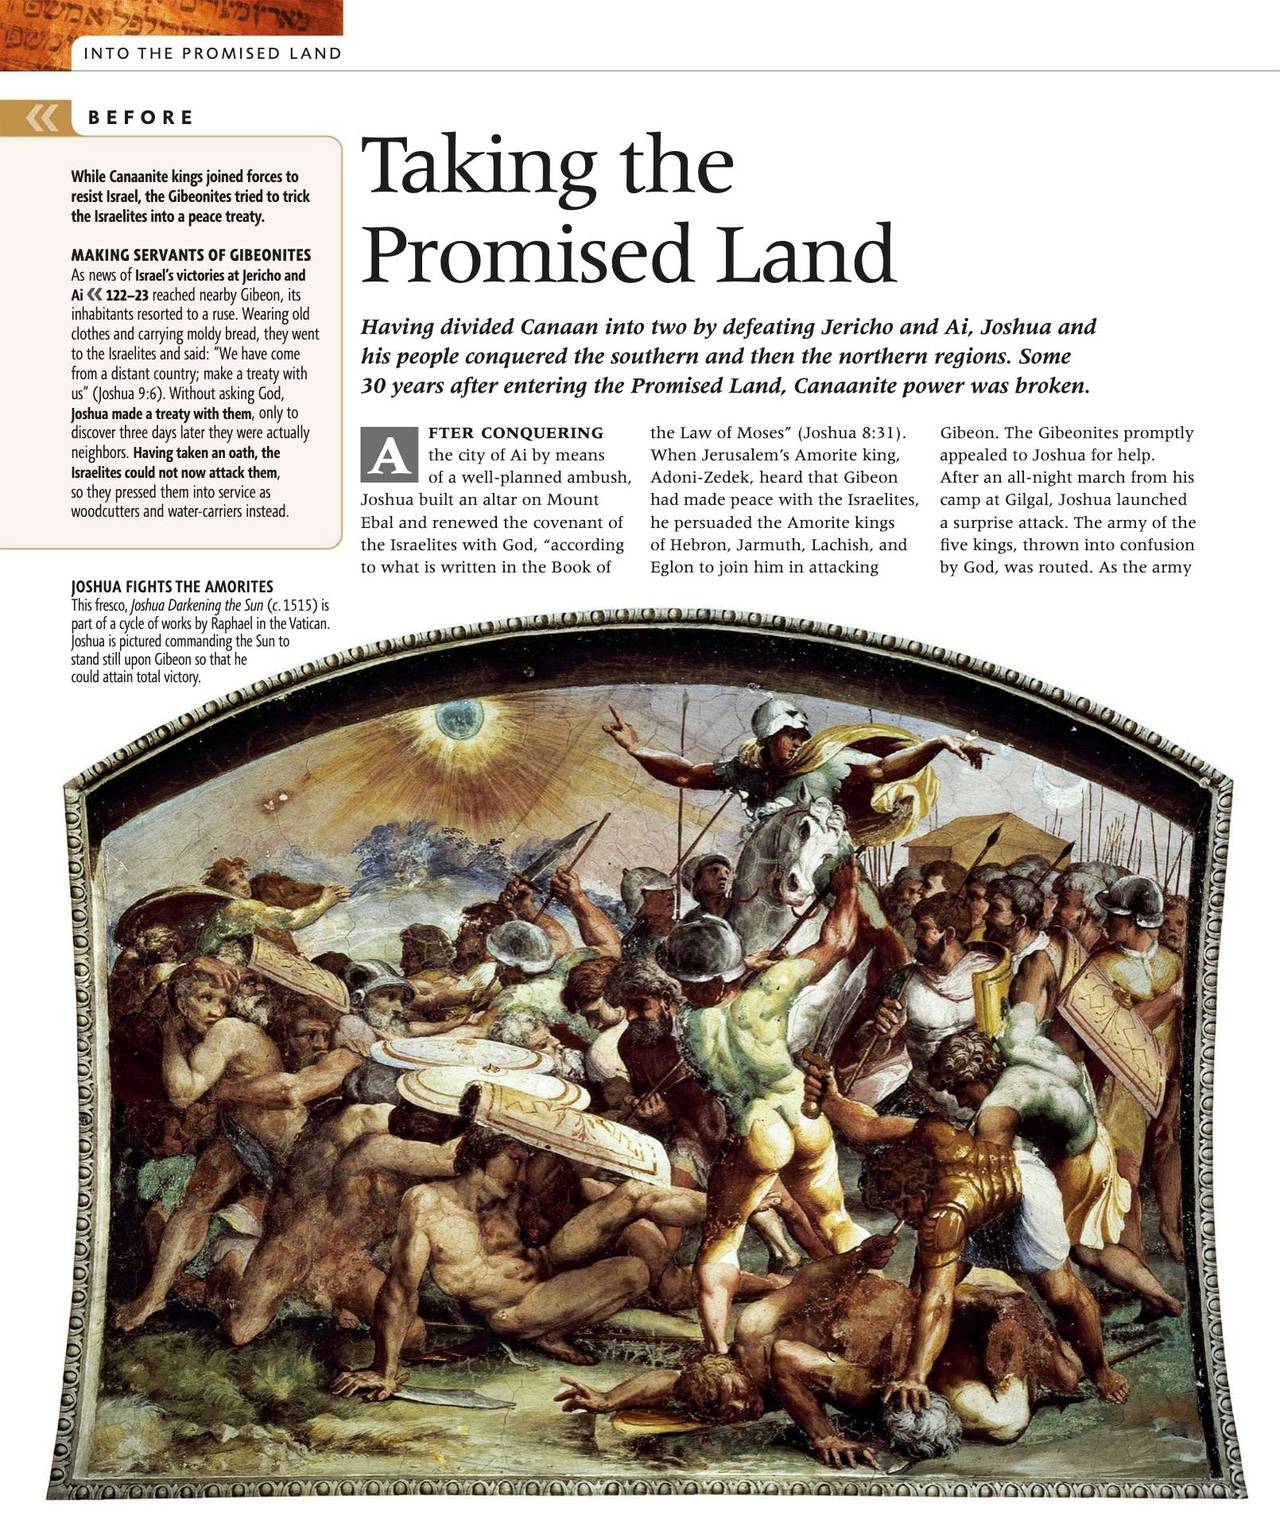 INTO THE PROMISED LAND
BEFORE
While Canaanite kings joined forces to
resist Israel, the Gibeonites tried to trick
the Israelites into a peace treaty.
MAKING SERVANTS OF GIBEONITES
As news of Israel's victories at Jericho and
Ai « 122–23 reached nearby Gibeon, its
inhabitants resorted to a ruse. Wearing old
clothes and carrying moldy bread, they went
to the Israelites and said: "We have come
from a distant country; make a treaty with
us" (Joshua 9:6). Without asking God,
Joshua made a treaty with them, only to
discover three days later they were actually
neighbors. Having taken an oath, the
Israelites could not now attack them,
so they pressed them into service as
woodcutters and water-carriers instead.
Taking the
Promised Land
Having divided Canaan into two by defeating Jericho and Ai, Joshua and
his people conquered the southern and then the northern regions. Some
30 years after entering the Promised Land, Canaanite power was broken.
AFTER CONQUERING
the city of Ai by means
of a well-planned ambush,
Joshua built an altar on Mount
Ebal and renewed the covenant of
the Israelites with God, "according
to what is written in the Book of
the Law of Moses" (Joshua 8:31).
When Jerusalem's Amorite king,
Adoni-Zedek, heard that Gibeon
had made peace with the Israelites,
he persuaded the Amorite kings
of Hebron, Jarmuth, Lachish, and
Eglon to join him in attacking
Gibeon. The Gibeonites promptly
appealed to Joshua for help.
After an all-night march from his
camp at Gilgal, Joshua launched
a surprise attack. The army of the
five kings, thrown into confusion
by God, was routed. As the army
JOSHUA FIGHTS THE AMORITES
This fresco, Joshua Darkening the Sun (c.1515) is
part of a cycle of works by Raphael in the Vatican.
Joshua is pictured commanding the Sun to
stand still upon Gibeon so that he
could attain total victory.